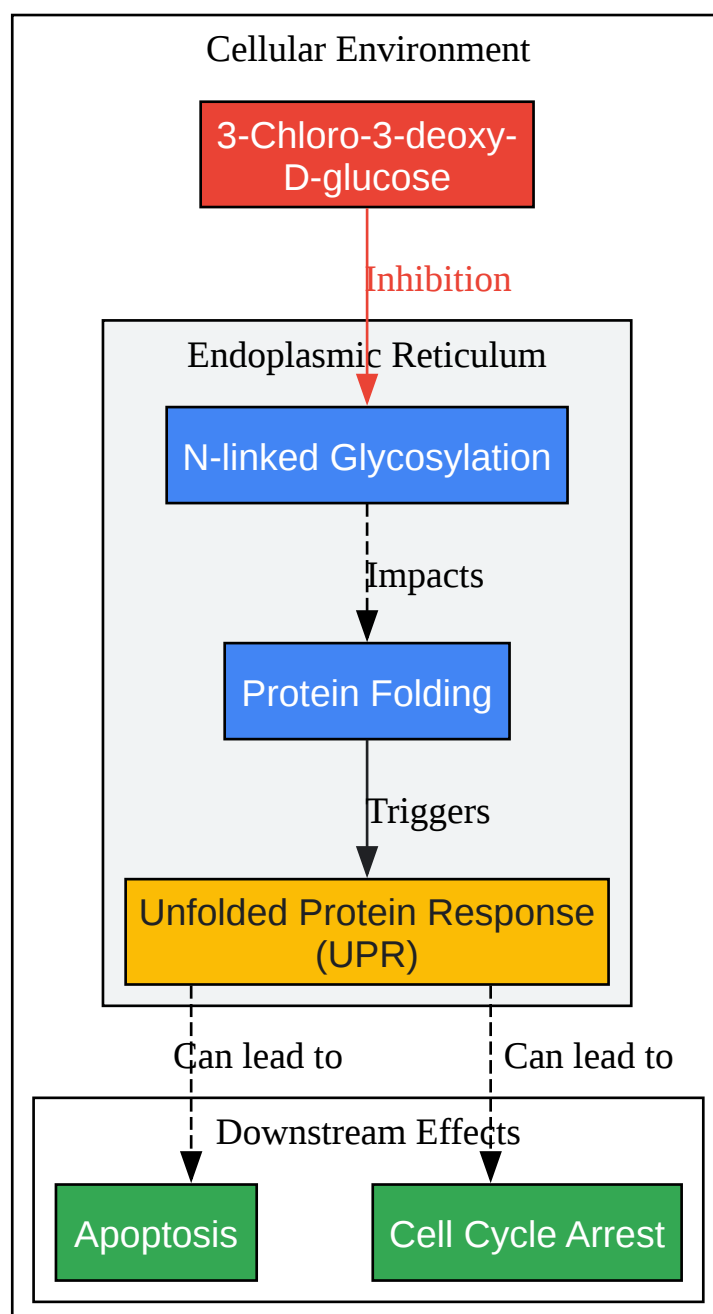 Cellular Environment
3-Chloro-3-deoxy-
D-glucose
Inhibition
Endoplasmic Reticulum
N-linked Glycosylation
Impacts
Protein Folding
Triggers
Unfolded Protein Response
(UPR)
Can lead to
Can lead to
Downstream Effects
Apoptosis
Cell Cycle Arrest